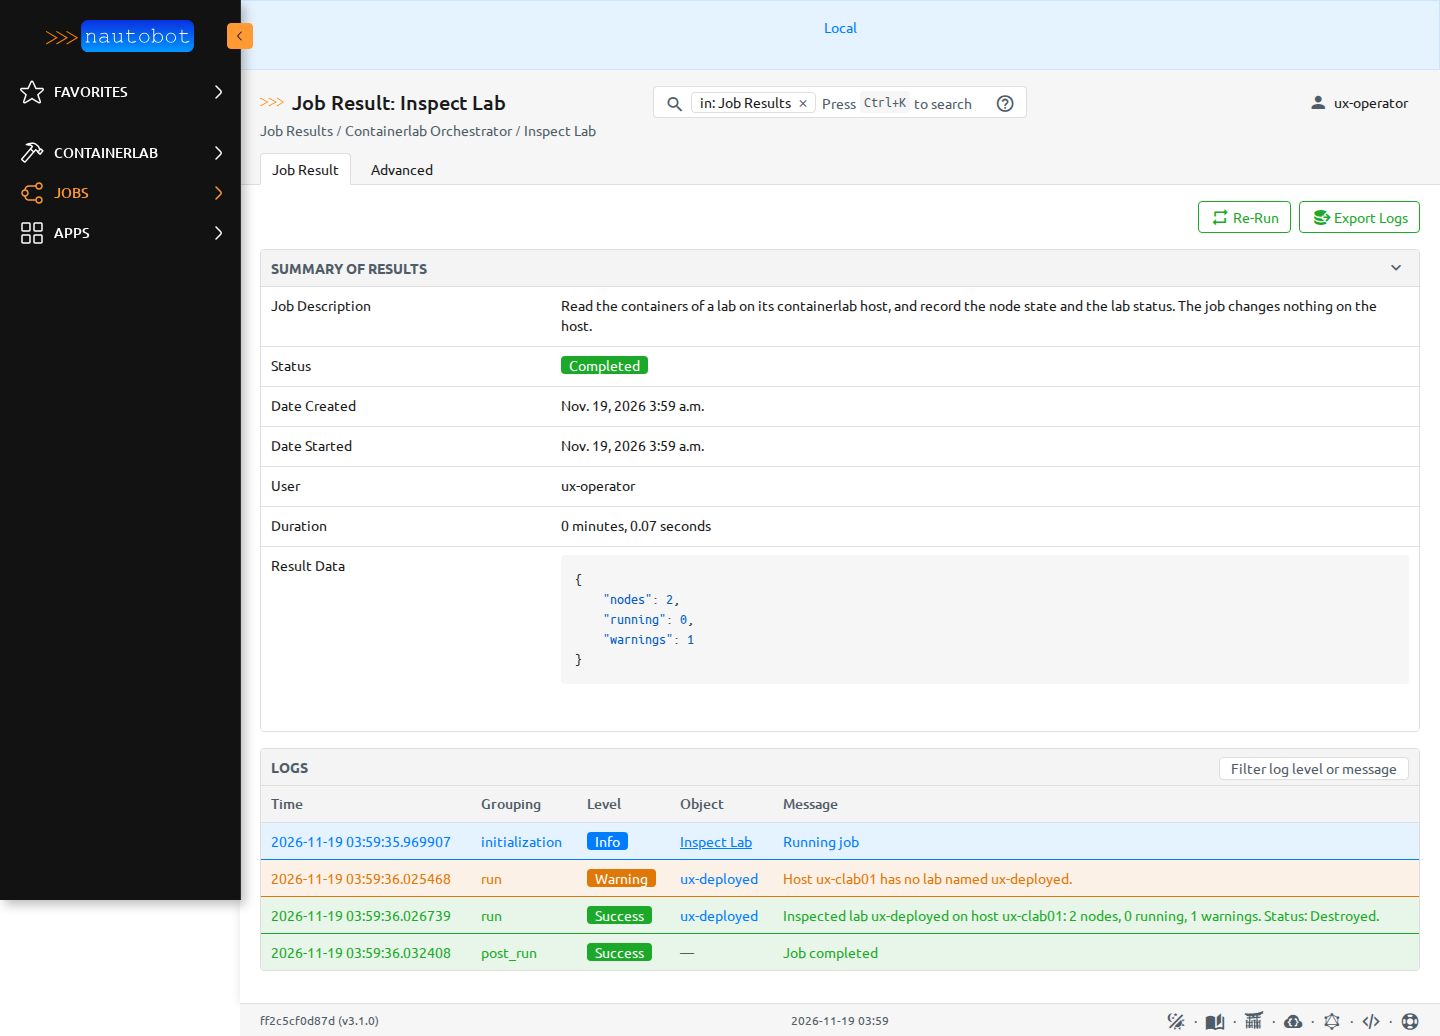 nautobot
Local
FAVORITES
CONTAINERLAB
JOBS
APPS
Job Result: Inspect Lab
in: Job Results × Press Ctrl+K to search
ux-operator
Job Results / Containerlab Orchestrator / Inspect Lab
Job Result
Advanced
Re-Run
Export Logs
SUMMARY OF RESULTS
Job Description
Read the containers of a lab on its containerlab host, and record the node state and the lab status. The job changes nothing on the
host.
Status
Completed
Date Created
Nov. 19, 2026 3:59 a.m.
Date Started
Nov. 19, 2026 3:59 a.m.
User
ux-operator
Duration
0 minutes, 0.07 seconds
Result Data
{
"nodes": 2,
"running": 0,
"warnings": 1
}
LOGS
Filter log level or message
Time Grouping Level Object Message
2026-11-19 03:59:35.969907 initialization Info Inspect Lab Running job
2026-11-19 03:59:36.025468 run Warning ux-deployed Host ux-clab01 has no lab named ux-deployed.
2026-11-19 03:59:36.026739 run Success ux-deployed Inspected lab ux-deployed on host ux-clab01: 2 nodes, 0 running, 1 warnings. Status: Destroyed.
2026-11-19 03:59:36.032408 post_run Success — Job completed
ff2c5cf0d87d (v3.1.0)
2026-11-19 03:59